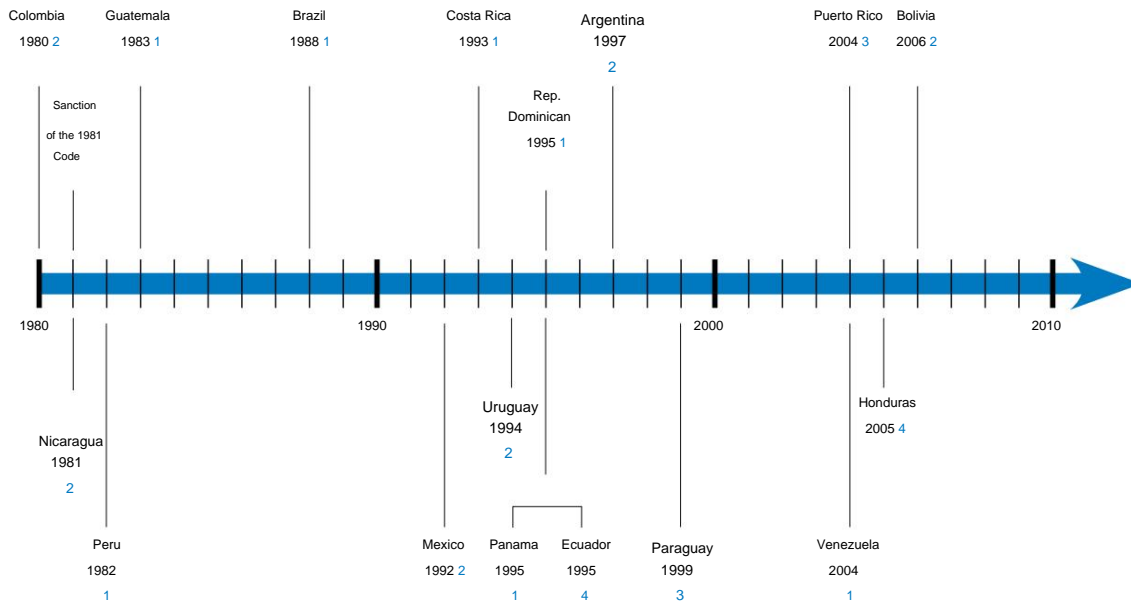 Colombia
1980 2
Guatemala
1983 1
Brazil
1988 1
Costa Rica
1993 1
Argentina
1997
2
Puerto Rico
2004 3
Bolivia
2006 2
Sanction
of the 1981
Code
Rep.
Dominican
1995 1
1980
1990
2000
2010
Nicaragua
1981
2
Uruguay
1994
2
Honduras
2005 4
Peru
1982
1
Mexico
1992 2
Panama
1995
1
Ecuador
1995
4
Paraguay
1999
3
Venezuela
2004
1